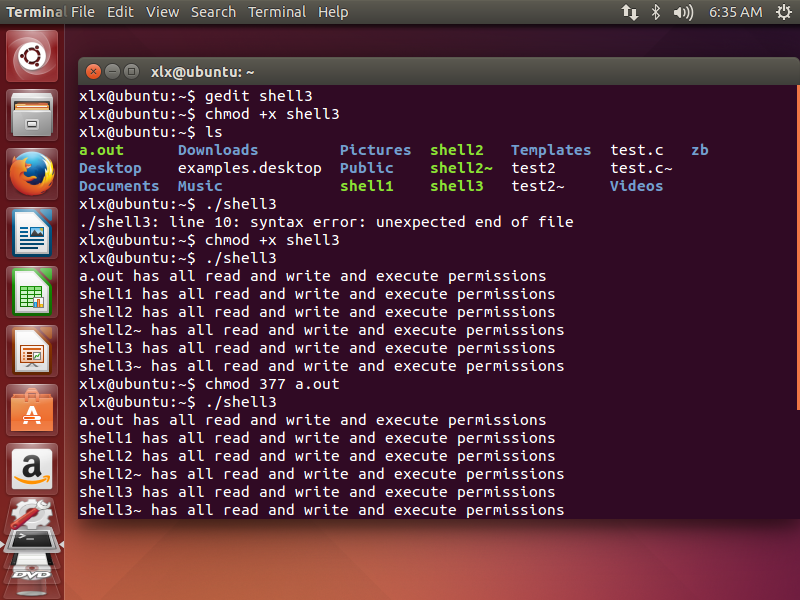 Terminal File Edit View Search Terminal Help 6:35 AM
xlx@ubuntu: ~
xlx@ubuntu:~$ gedit shell3
xlx@ubuntu:~$ chmod +x shell3
xlx@ubuntu:~$ ls
a.out Downloads Pictures shell2 Templates test.c zb
Desktop examples.desktop Public shell2~ test2 test.c~
Documents Music shell1 shell3 test2~ Videos
xlx@ubuntu:~$ ./shell3
./shell3: line 10: syntax error: unexpected end of file
xlx@ubuntu:~$ chmod +x shell3
xlx@ubuntu:~$ ./shell3
a.out has all read and write and execute permissions
shell1 has all read and write and execute permissions
shell2 has all read and write and execute permissions
shell2~ has all read and write and execute permissions
shell3 has all read and write and execute permissions
shell3~ has all read and write and execute permissions
xlx@ubuntu:~$ chmod 377 a.out
xlx@ubuntu:~$ ./shell3
a.out has all read and write and execute permissions
shell1 has all read and write and execute permissions
shell2 has all read and write and execute permissions
shell2~ has all read and write and execute permissions
shell3 has all read and write and execute permissions
shell3~ has all read and write and execute permissions
a
DVD